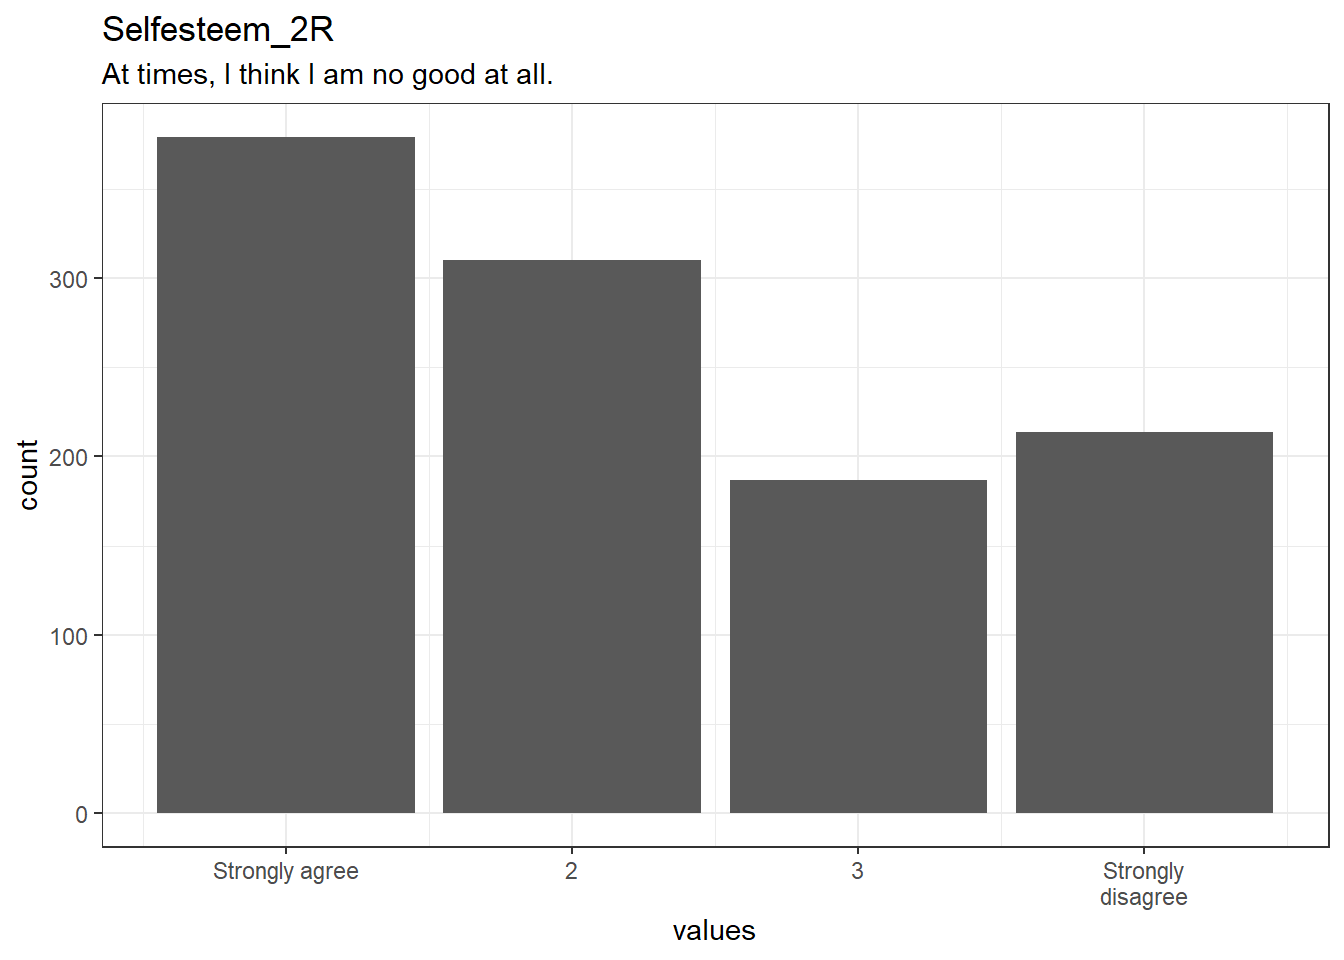 Selfesteem_2R
At times, I think I am no good at all.
count
300
200
100
0
Strongly agree
2
3
Strongly
disagree
values